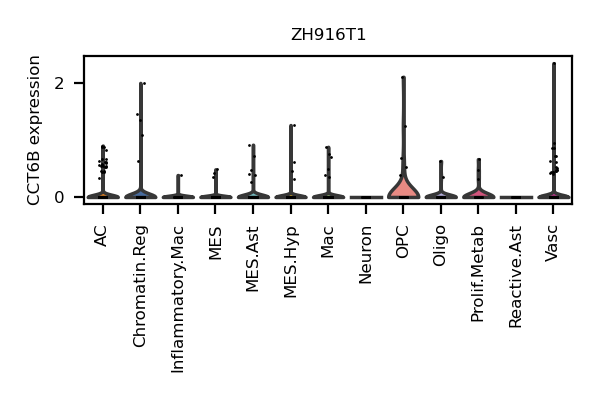 ZH916T1
CCT6B expression
2
0
AC
Chromatin.Reg
Inflammatory.Mac
MES
MES.Ast
MES.Hyp
Mac
Neuron
OPC
Oligo
Prolif.Metab
Reactive.Ast
Vasc